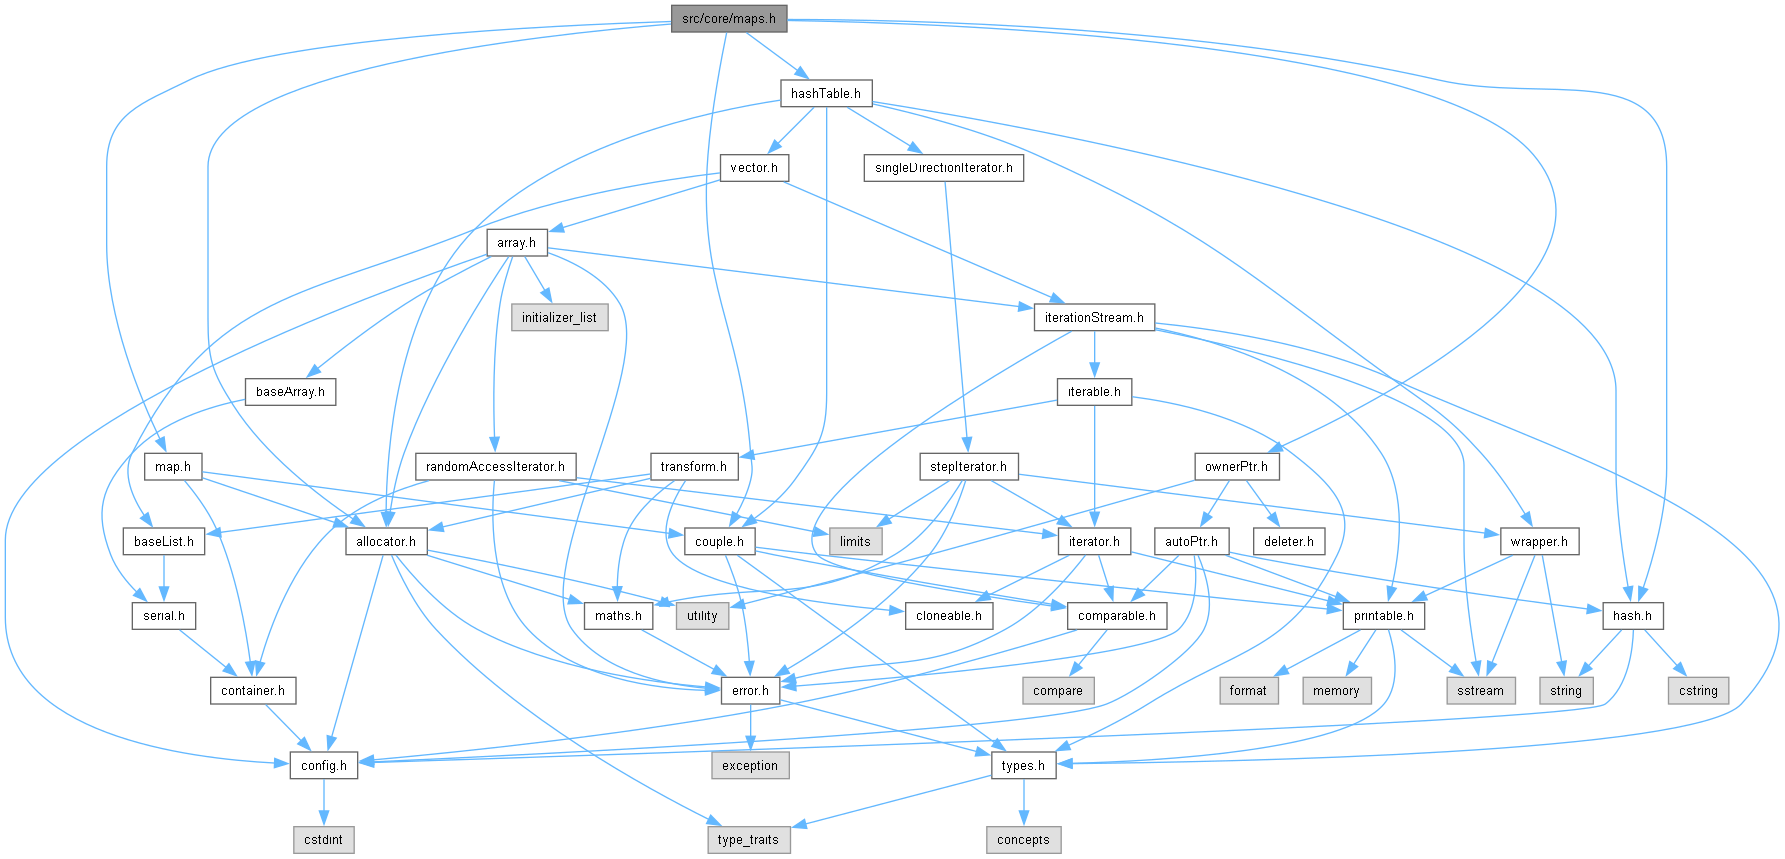 src/core/maps.h
hashTable.h
vector.h
singleDirectionIterator.h
array.h
initializer_list
iterationStream.h
baseArray.h
iterable.h
map.h
randomAccessIterator.h
transform.h
stepIterator.h
ownerPtr.h
baseList.h
allocator.h
couple.h
limits
iterator.h
autoPtr.h
deleter.h
wrapper.h
serial.h
maths.h
utility
cloneable.h
comparable.h
printable.h
hash.h
container.h
error.h
compare
format
memory
sstream
string
cstring
config.h
exception
types.h
cstdint
type_traits
concepts